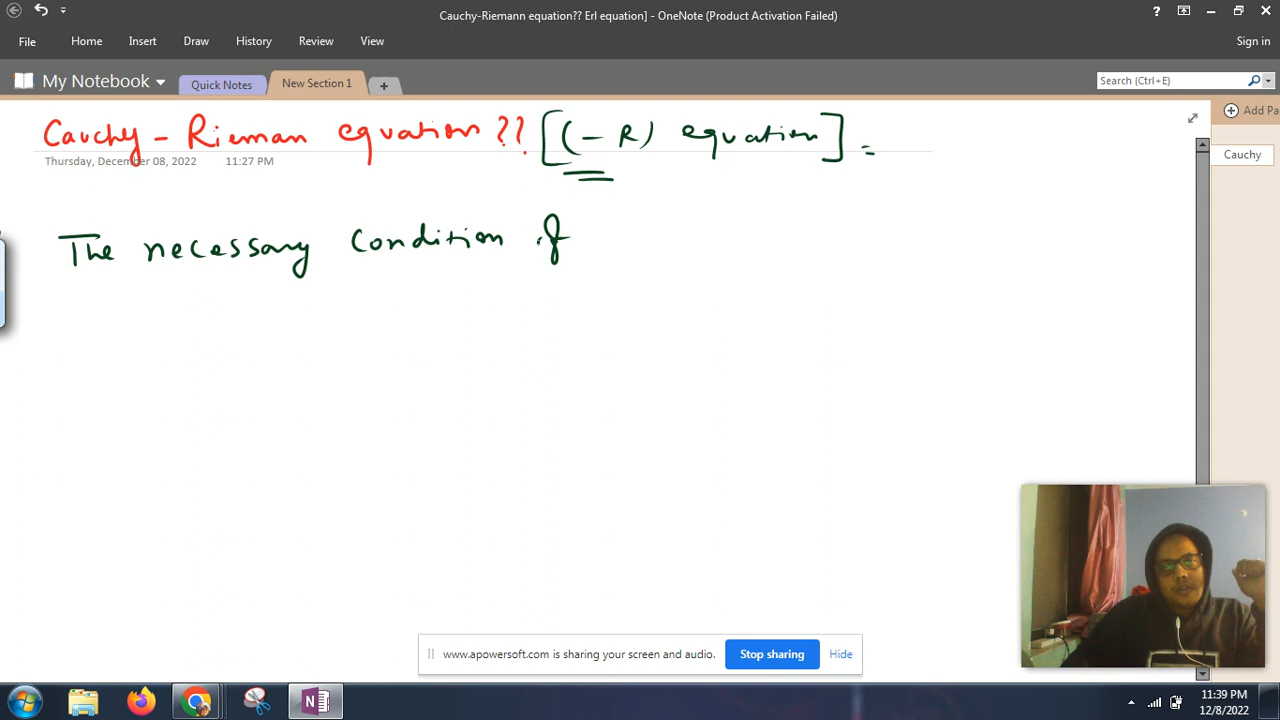 Cauchy-Riemann equation?? Erl equation] - OneNote (Product Activation Failed)
?
File Home Insert Draw History Review View Sign in
My Notebook Quick Notes New Section 1 + Search (Ctrl+E)
Cauchy - Rieman equation ?? [(- R) equation] =
Add Pa
Thursday, December 08, 2022 11:27 PM
Cauchy
The necessary condition of
www.apowersoft.com is sharing your screen and audio. Stop sharing Hide
11:39 PM
12/8/2022